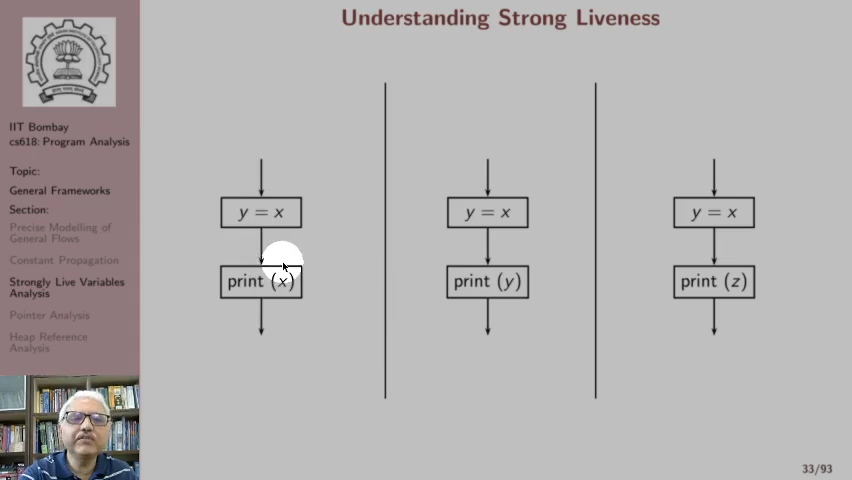 Understanding Strong Liveness
IIT Bombay
cs618: Program Analysis
Topic:
General Frameworks
Section:
Precise Modelling of
General Flows
Constant Propagation
Strongly Live Variables
Analysis
Pointer Analysis
Heap Reference
Analysis
y = x
print (x)
y = x
print (y)
y = x
print (z)
33/93